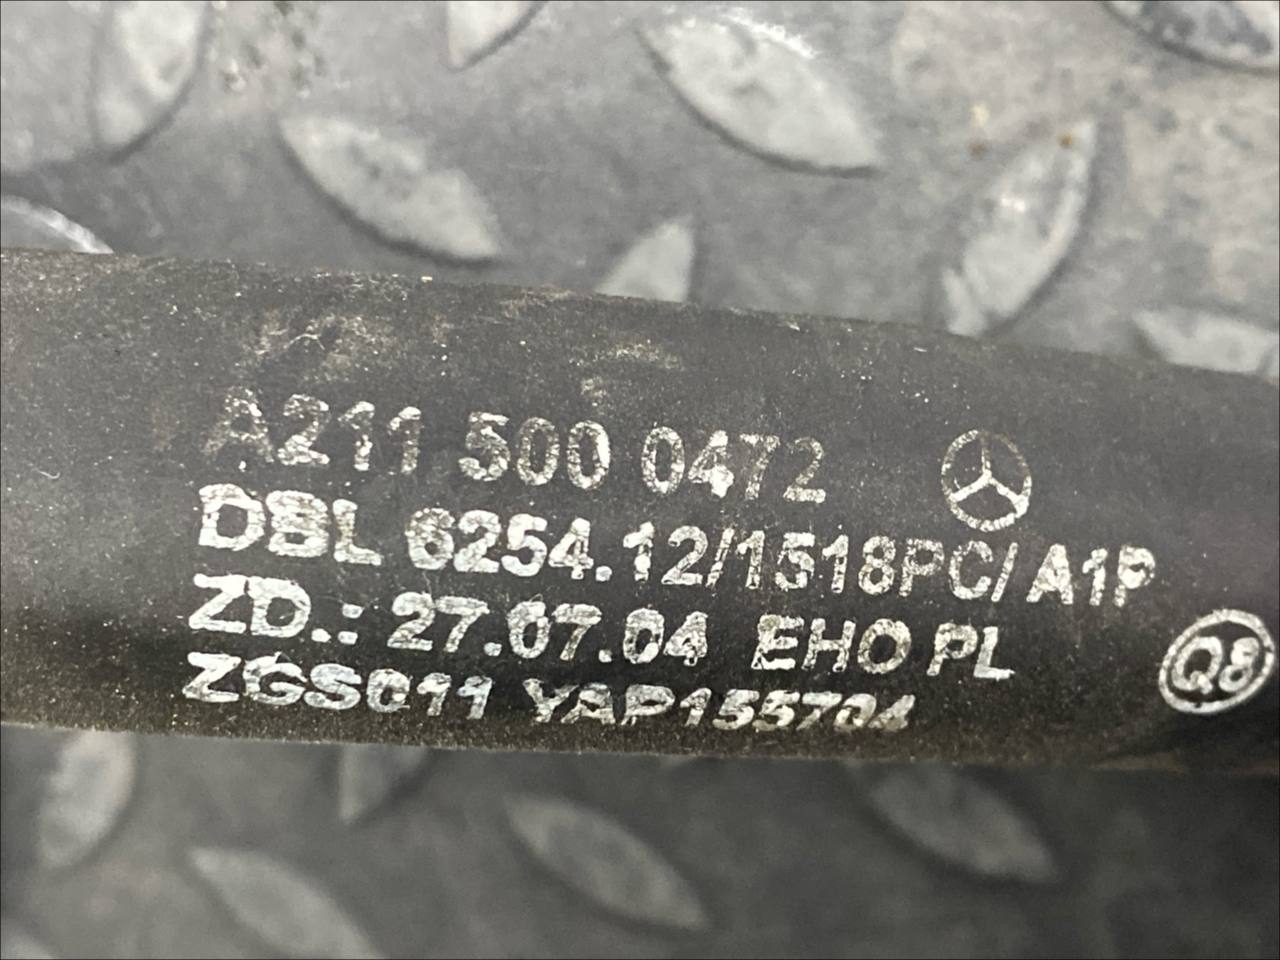 A211 500 0472
DBL 6254.12/1518PC/A1P
ZD.: 27.07.04 EHO PL
Q8
ZGS011 YAP155704